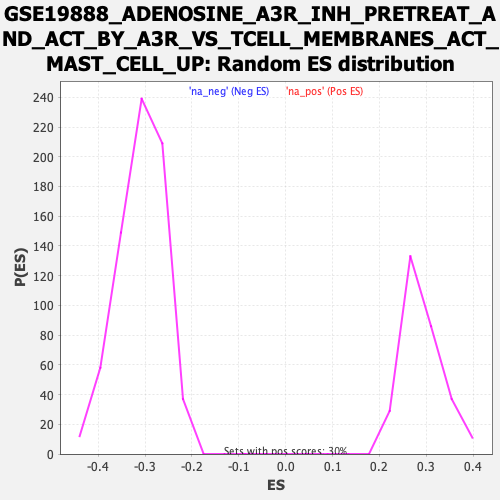 GSE19888_ADENOSINE_A3R_INH_PRETREAT_A
ND_ACT_BY_A3R_VS_TCELL_MEMBRANES_ACT_
MAST_CELL_UP: Random ES distribution
'na_neg' (Neg ES) 'na_pos' (Pos ES)
240
220
200
180
160
140
120
100
80
60
40
20
0
P(ES)
Sets with pos scores: 30%
-0.4 -0.3 -0.2 -0.1 0.0 0.1 0.2 0.3 0.4
ES